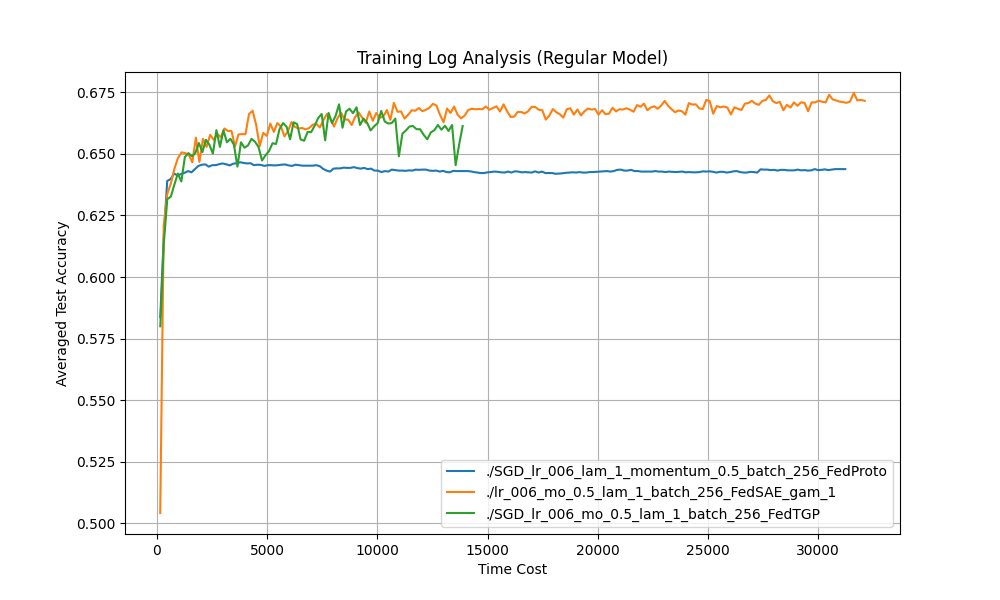 Training Log Analysis (Regular Model)
Averaged Test Accuracy
0.675
0.650
0.625
0.600
0.575
0.550
0.525
0.500
0 5000 10000 15000 20000 25000 30000
Time Cost
./SGD_lr_006_lam_1_momentum_0.5_batch_256_FedProto
./lr_006_mo_0.5_lam_1_batch_256_FedSAE_gam_1
./SGD_lr_006_mo_0.5_lam_1_batch_256_FedTGP